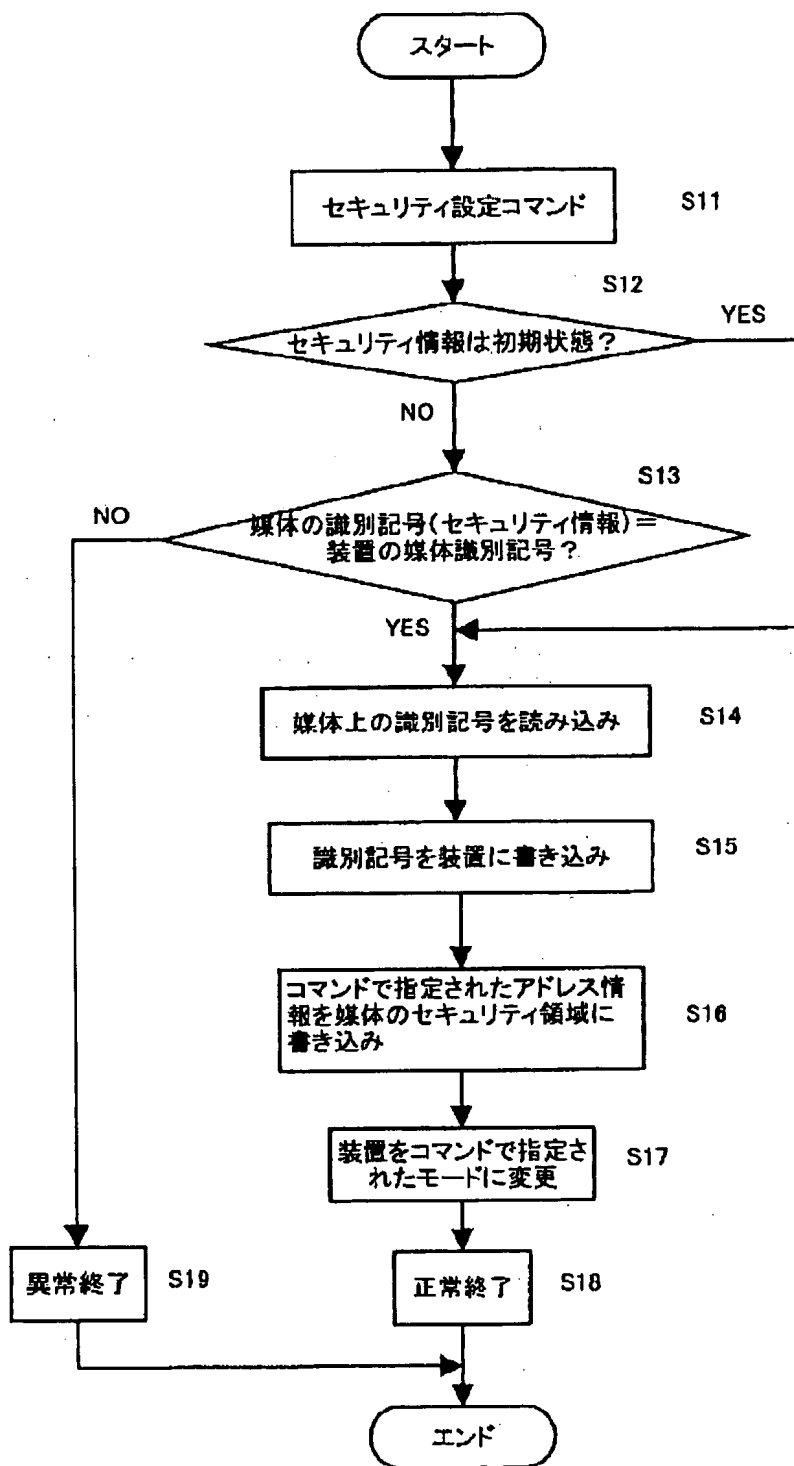 スタート
セキュリティ設定コマンド
S11
S12
セキュリティ情報は初期状態?
YES
NO
S13
NO
媒体の識別記号(セキュリティ情報)=
装置の媒体識別記号?
YES
媒体上の識別記号を読み込み
S14
識別記号を装置に書き込み
S15
コマンドで指定されたアドレス情
報を媒体のセキュリティ領域に
書き込み
S16
装置をコマンドで指定さ
れたモードに変更
S17
異常終了
S19
正常終了
S18
エンド